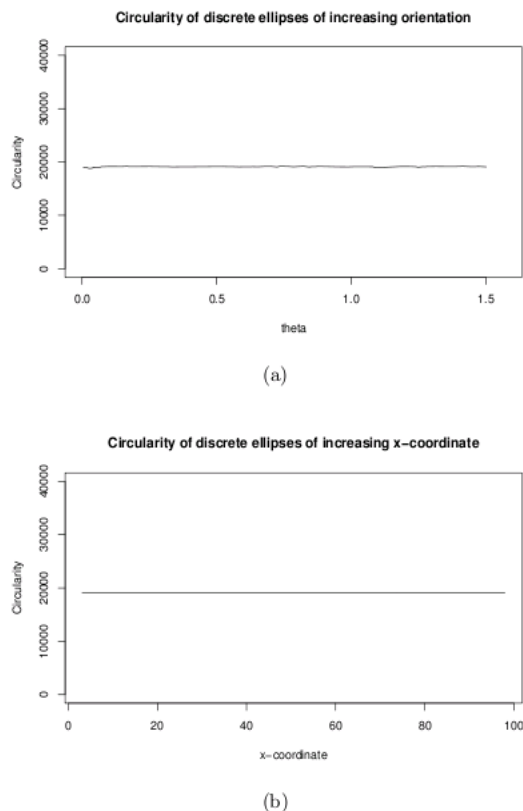 Circularity of discrete ellipses of increasing orientation
40000
30000
20000
10000
0
Circularity
0.0 0.5 1.0 1.5
theta
(a)
Circularity of discrete ellipses of increasing x−coordinate
40000
30000
20000
10000
0
Circularity
0 20 40 60 80 100
x−coordinate
(b)